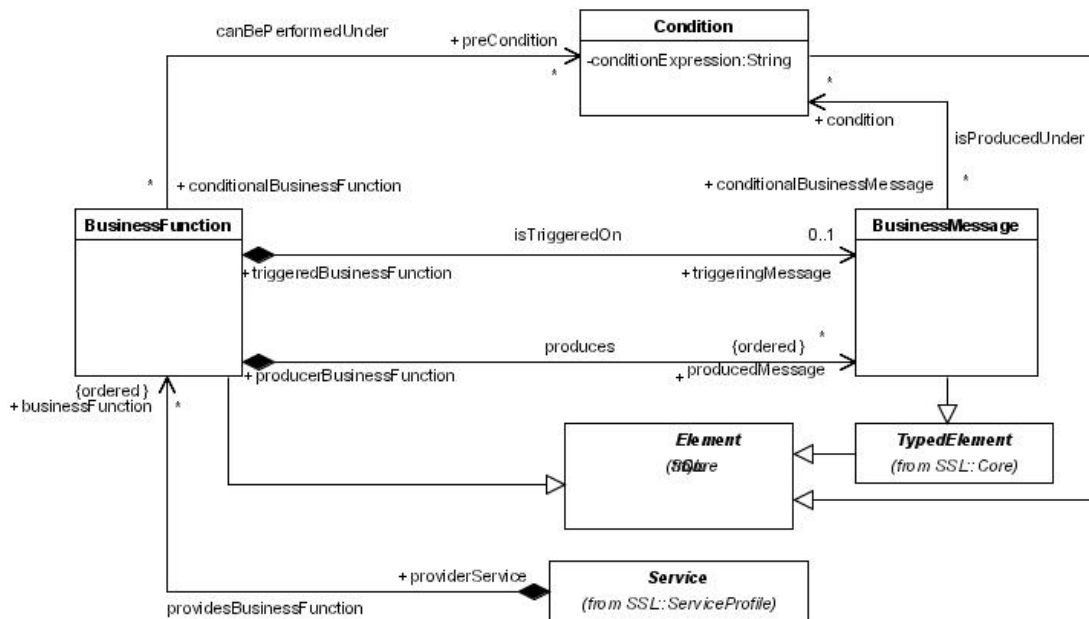 Condition
-conditionExpression:String
canBePerformedUnder
+ preCondition
*
*
+ condition
isProducedUnder
*
+ conditionalBusinessFunction
+ conditionalBusinessMessage
*
BusinessFunction
BusinessMessage
isTriggeredOn
0..1
+ triggeredBusinessFunction
+ triggeringMessage
*
produces
{ordered }
+ producerBusinessFunction
+ producedMessage
{ordered }
+ businessFunction
*
Element
TypedElement
(from SSL::Core)
+ providerService
Service
(from SSL::ServiceProfile)
providesBusinessFunction